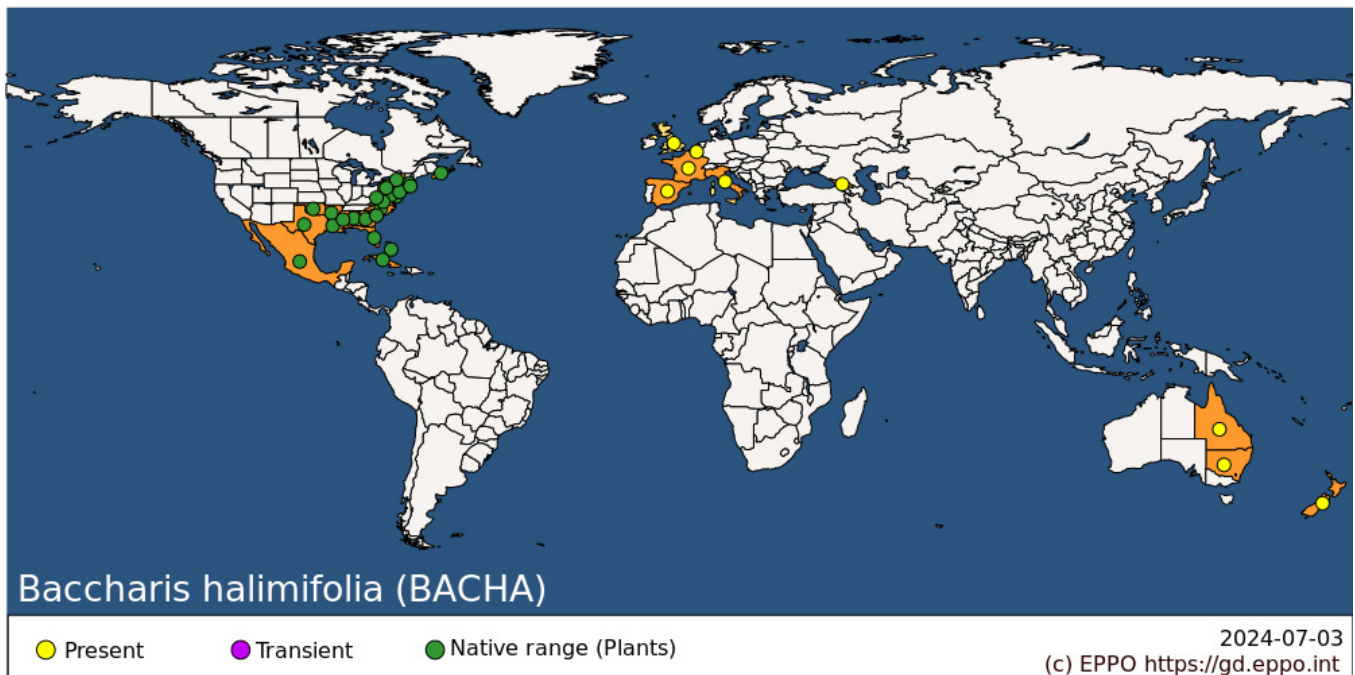 Baccharis halimifolia (BACHA)
Present
Transient
Native range (Plants)
2024-07-03
(c) EPPO https://gd.eppo.int